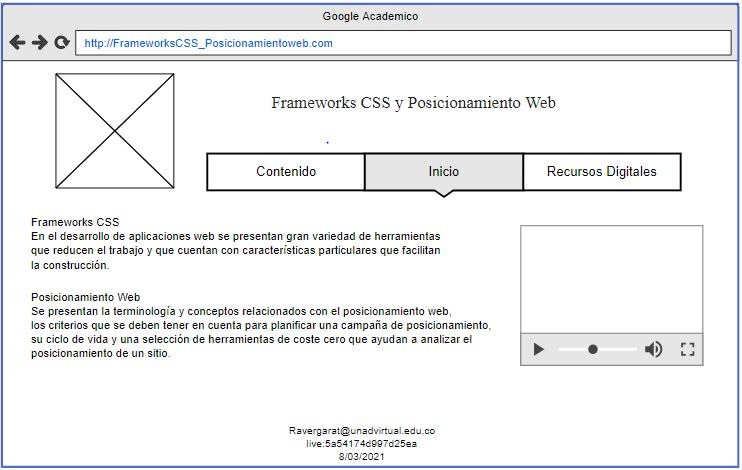 Google Academico
http://FrameworksCSS_Posicionamientoweb.com
Frameworks CSS y Posicionamiento Web
Contenido
Inicio
Recursos Digitales
Frameworks CSS
En el desarrollo de aplicaciones web se presentan gran variedad de herramientas
que reducen el trabajo y que cuentan con características particulares que facilitan
la construcción.
Posicionamiento Web
Se presentan la terminología y conceptos relacionados con el posicionamiento web,
los criterios que se deben tener en cuenta para planificar una campaña de posicionamiento,
su ciclo de vida y una selección de herramientas de coste cero que ayudan a analizar el
posicionamiento de un sitio.
Ravergarat@unadvirtual.edu.co
live:5a54174d997d25ea
8/03/2021